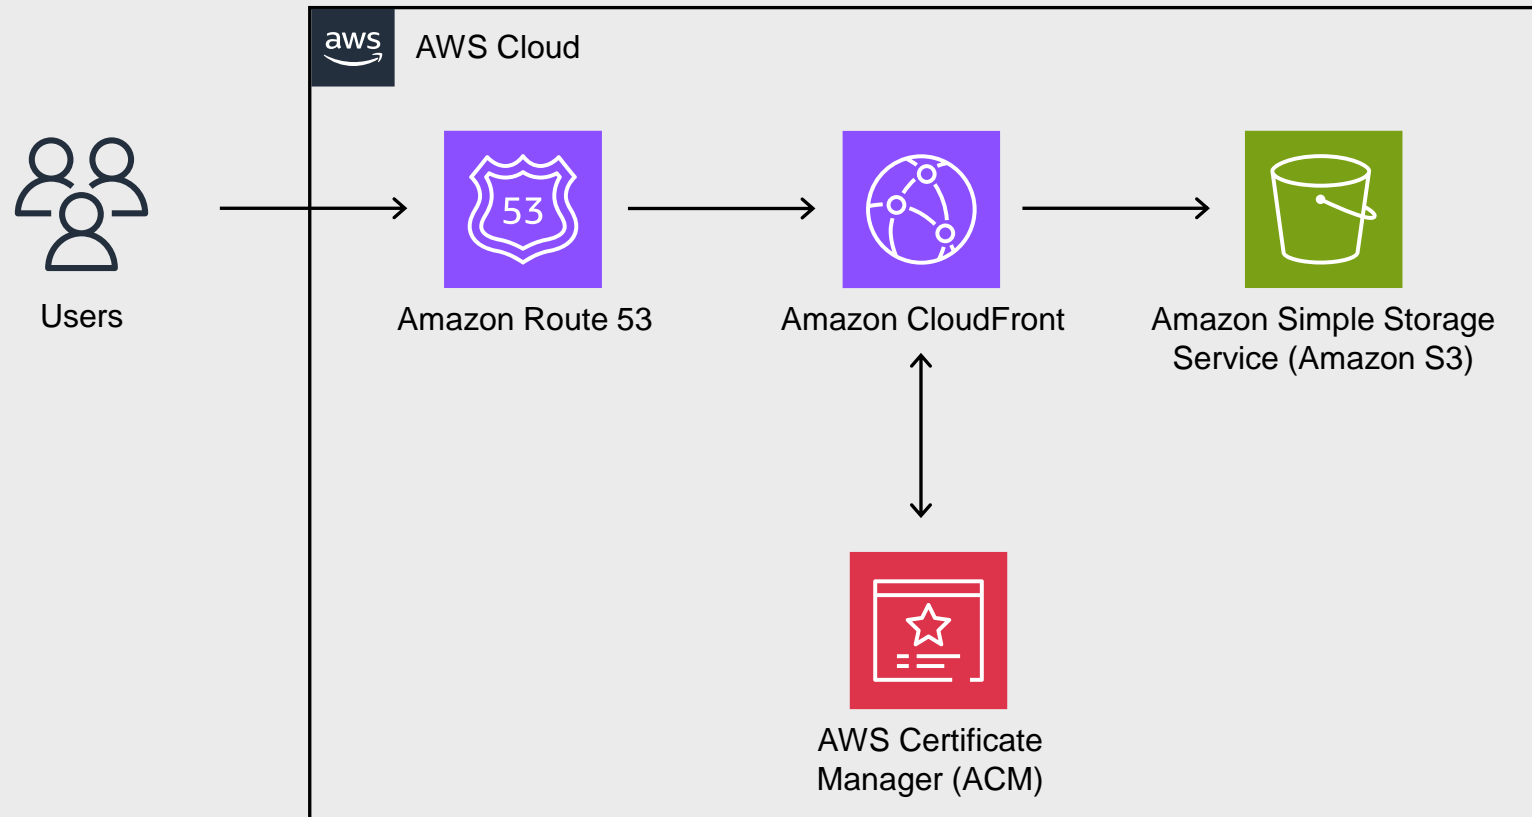 aws
AWS Cloud
53
Users
Amazon Route 53
Amazon CloudFront
Amazon Simple Storage
Service (Amazon S3)
AWS Certificate
Manager (ACM)